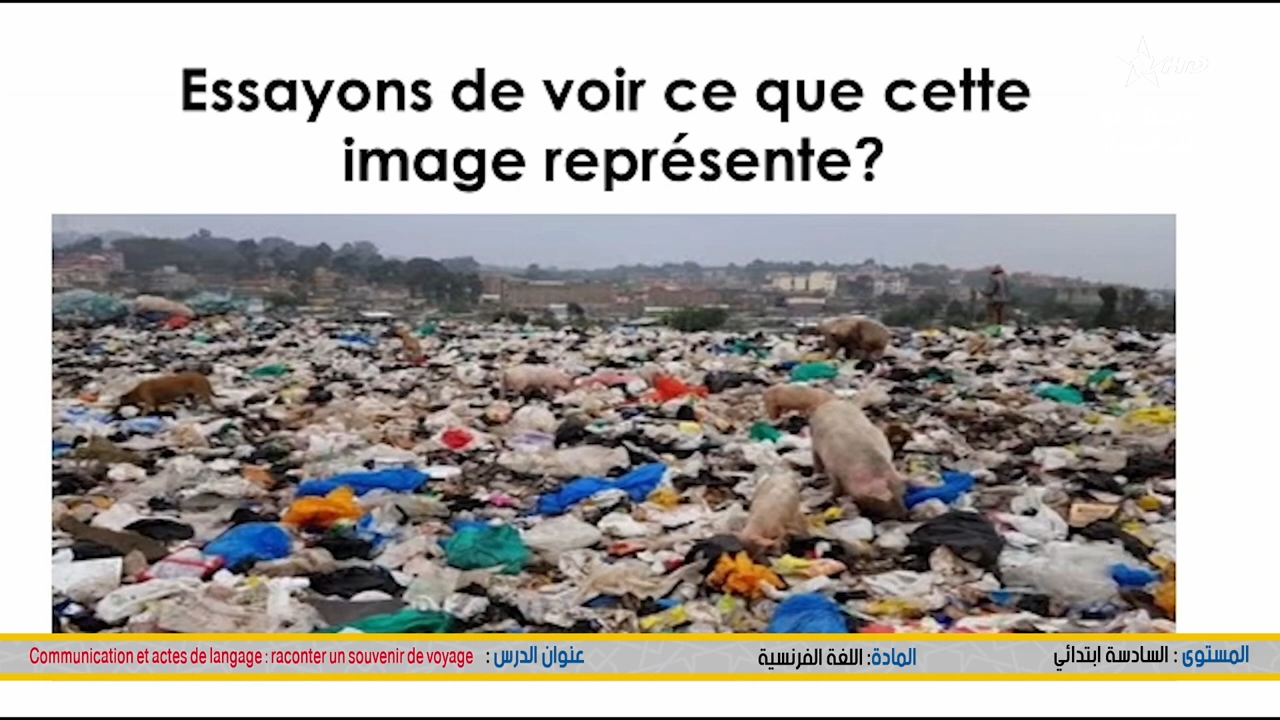 Essayons de voir ce que cette
image représente?
المستوى : السادسة ابتدائي
المادة: اللغة الفرنسية
عنوان الدرس : Communication et actes de langage : raconter un souvenir de voyage